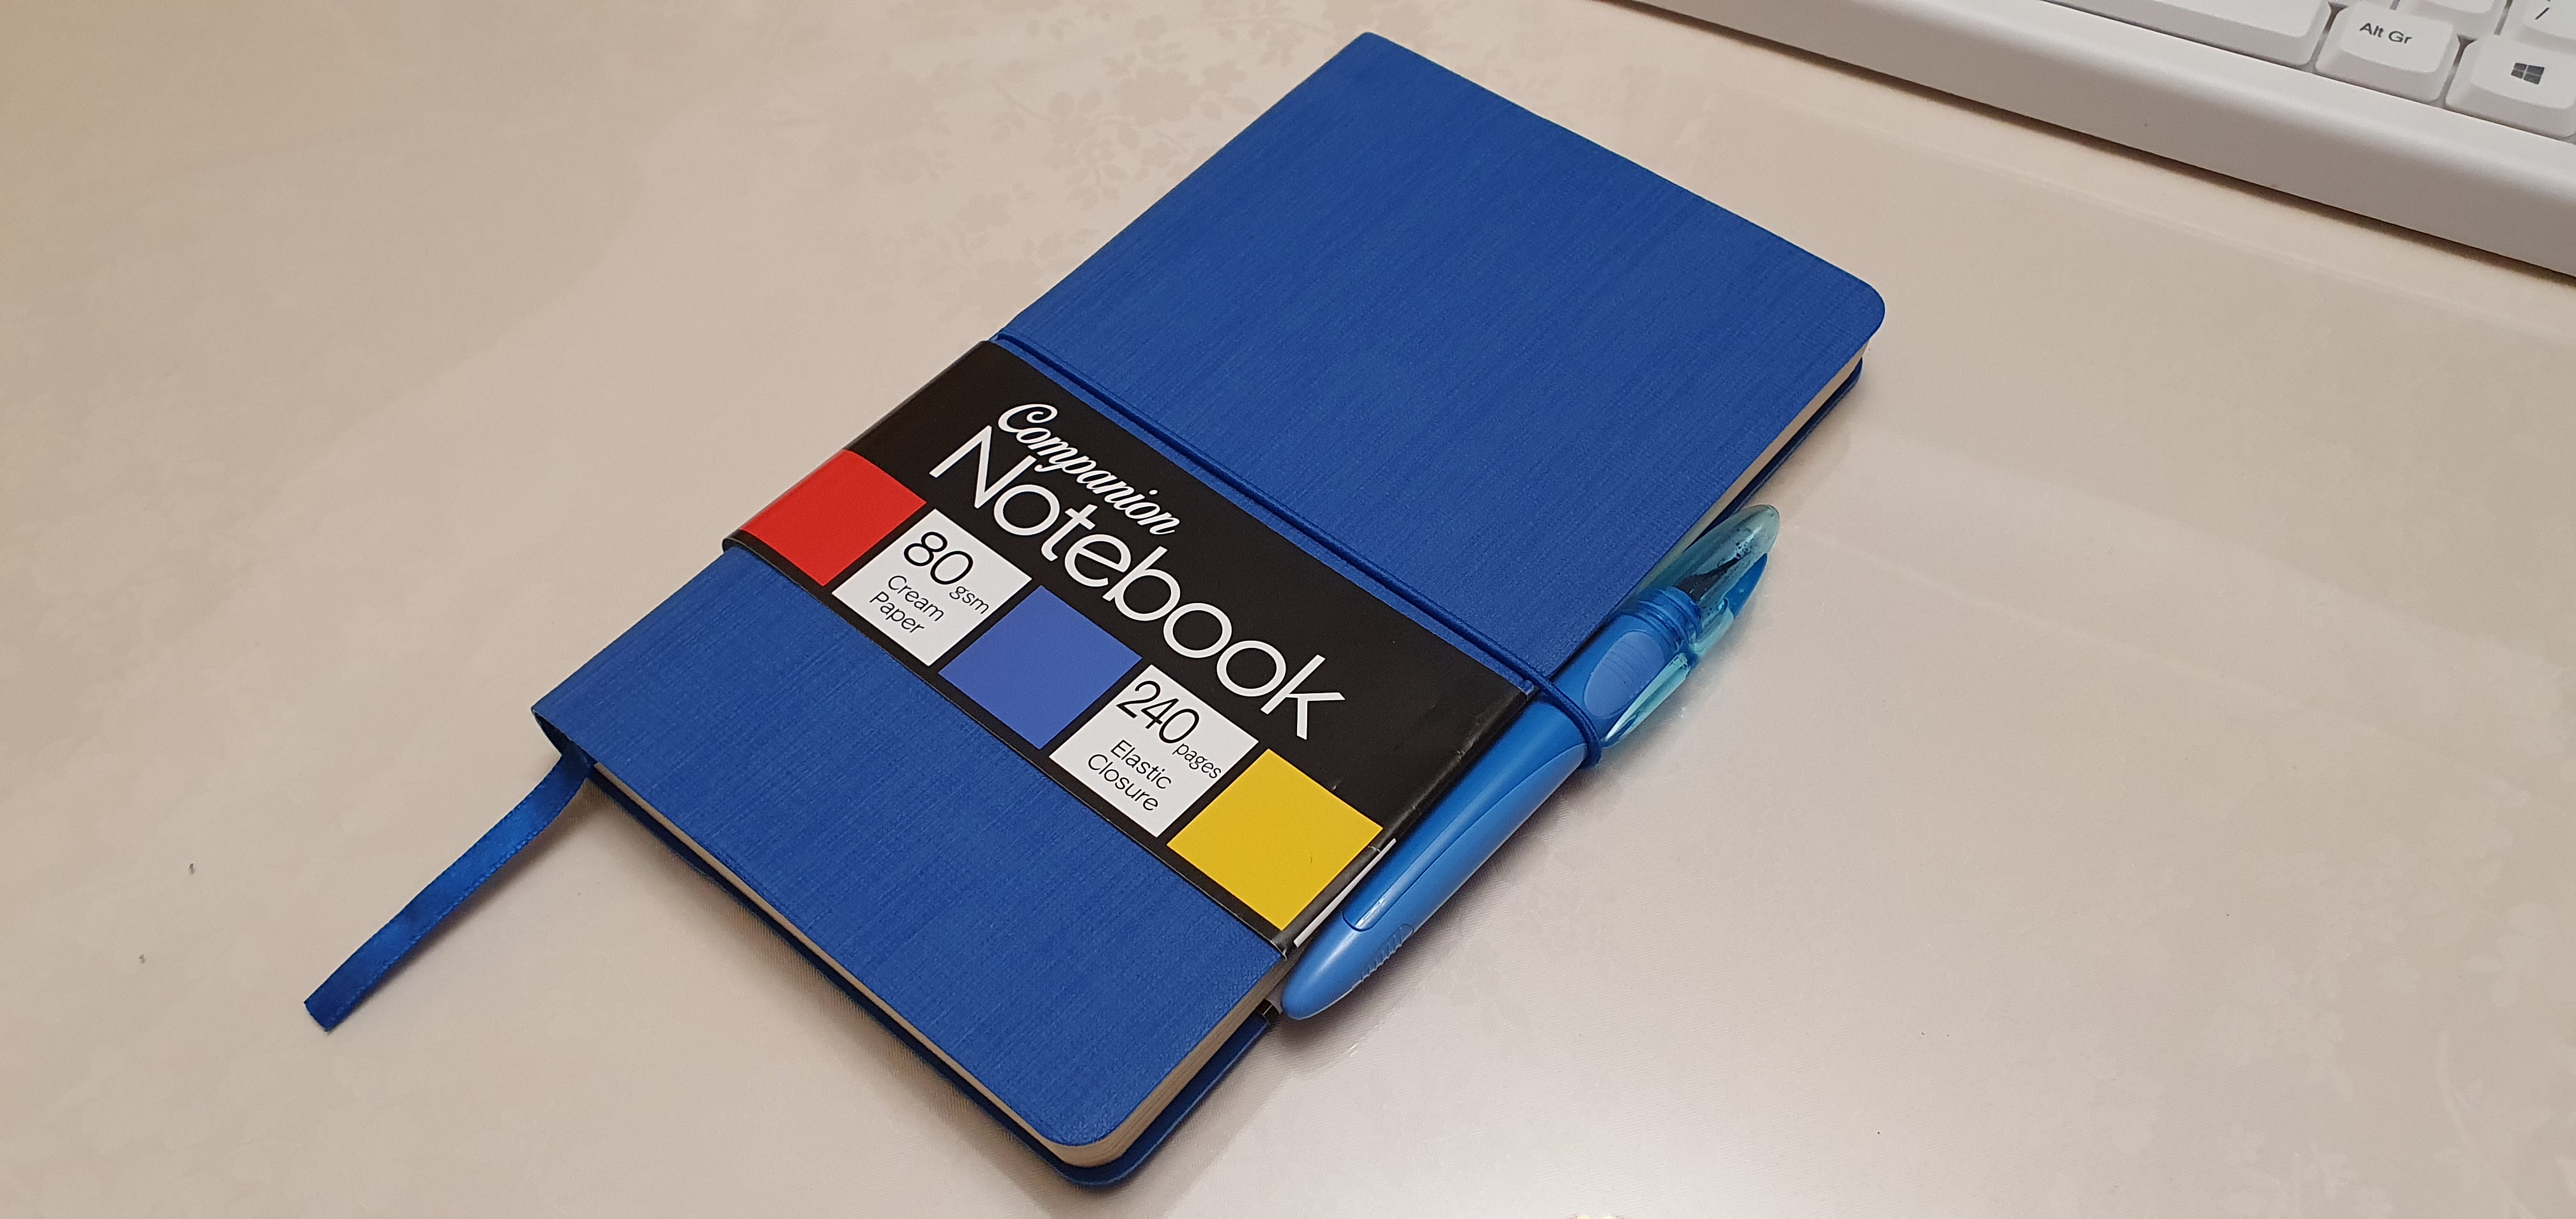 Companion
Notebook
80 gsm
Cream
Paper
240 pages
Elastic
Closure
Alt Gr
/